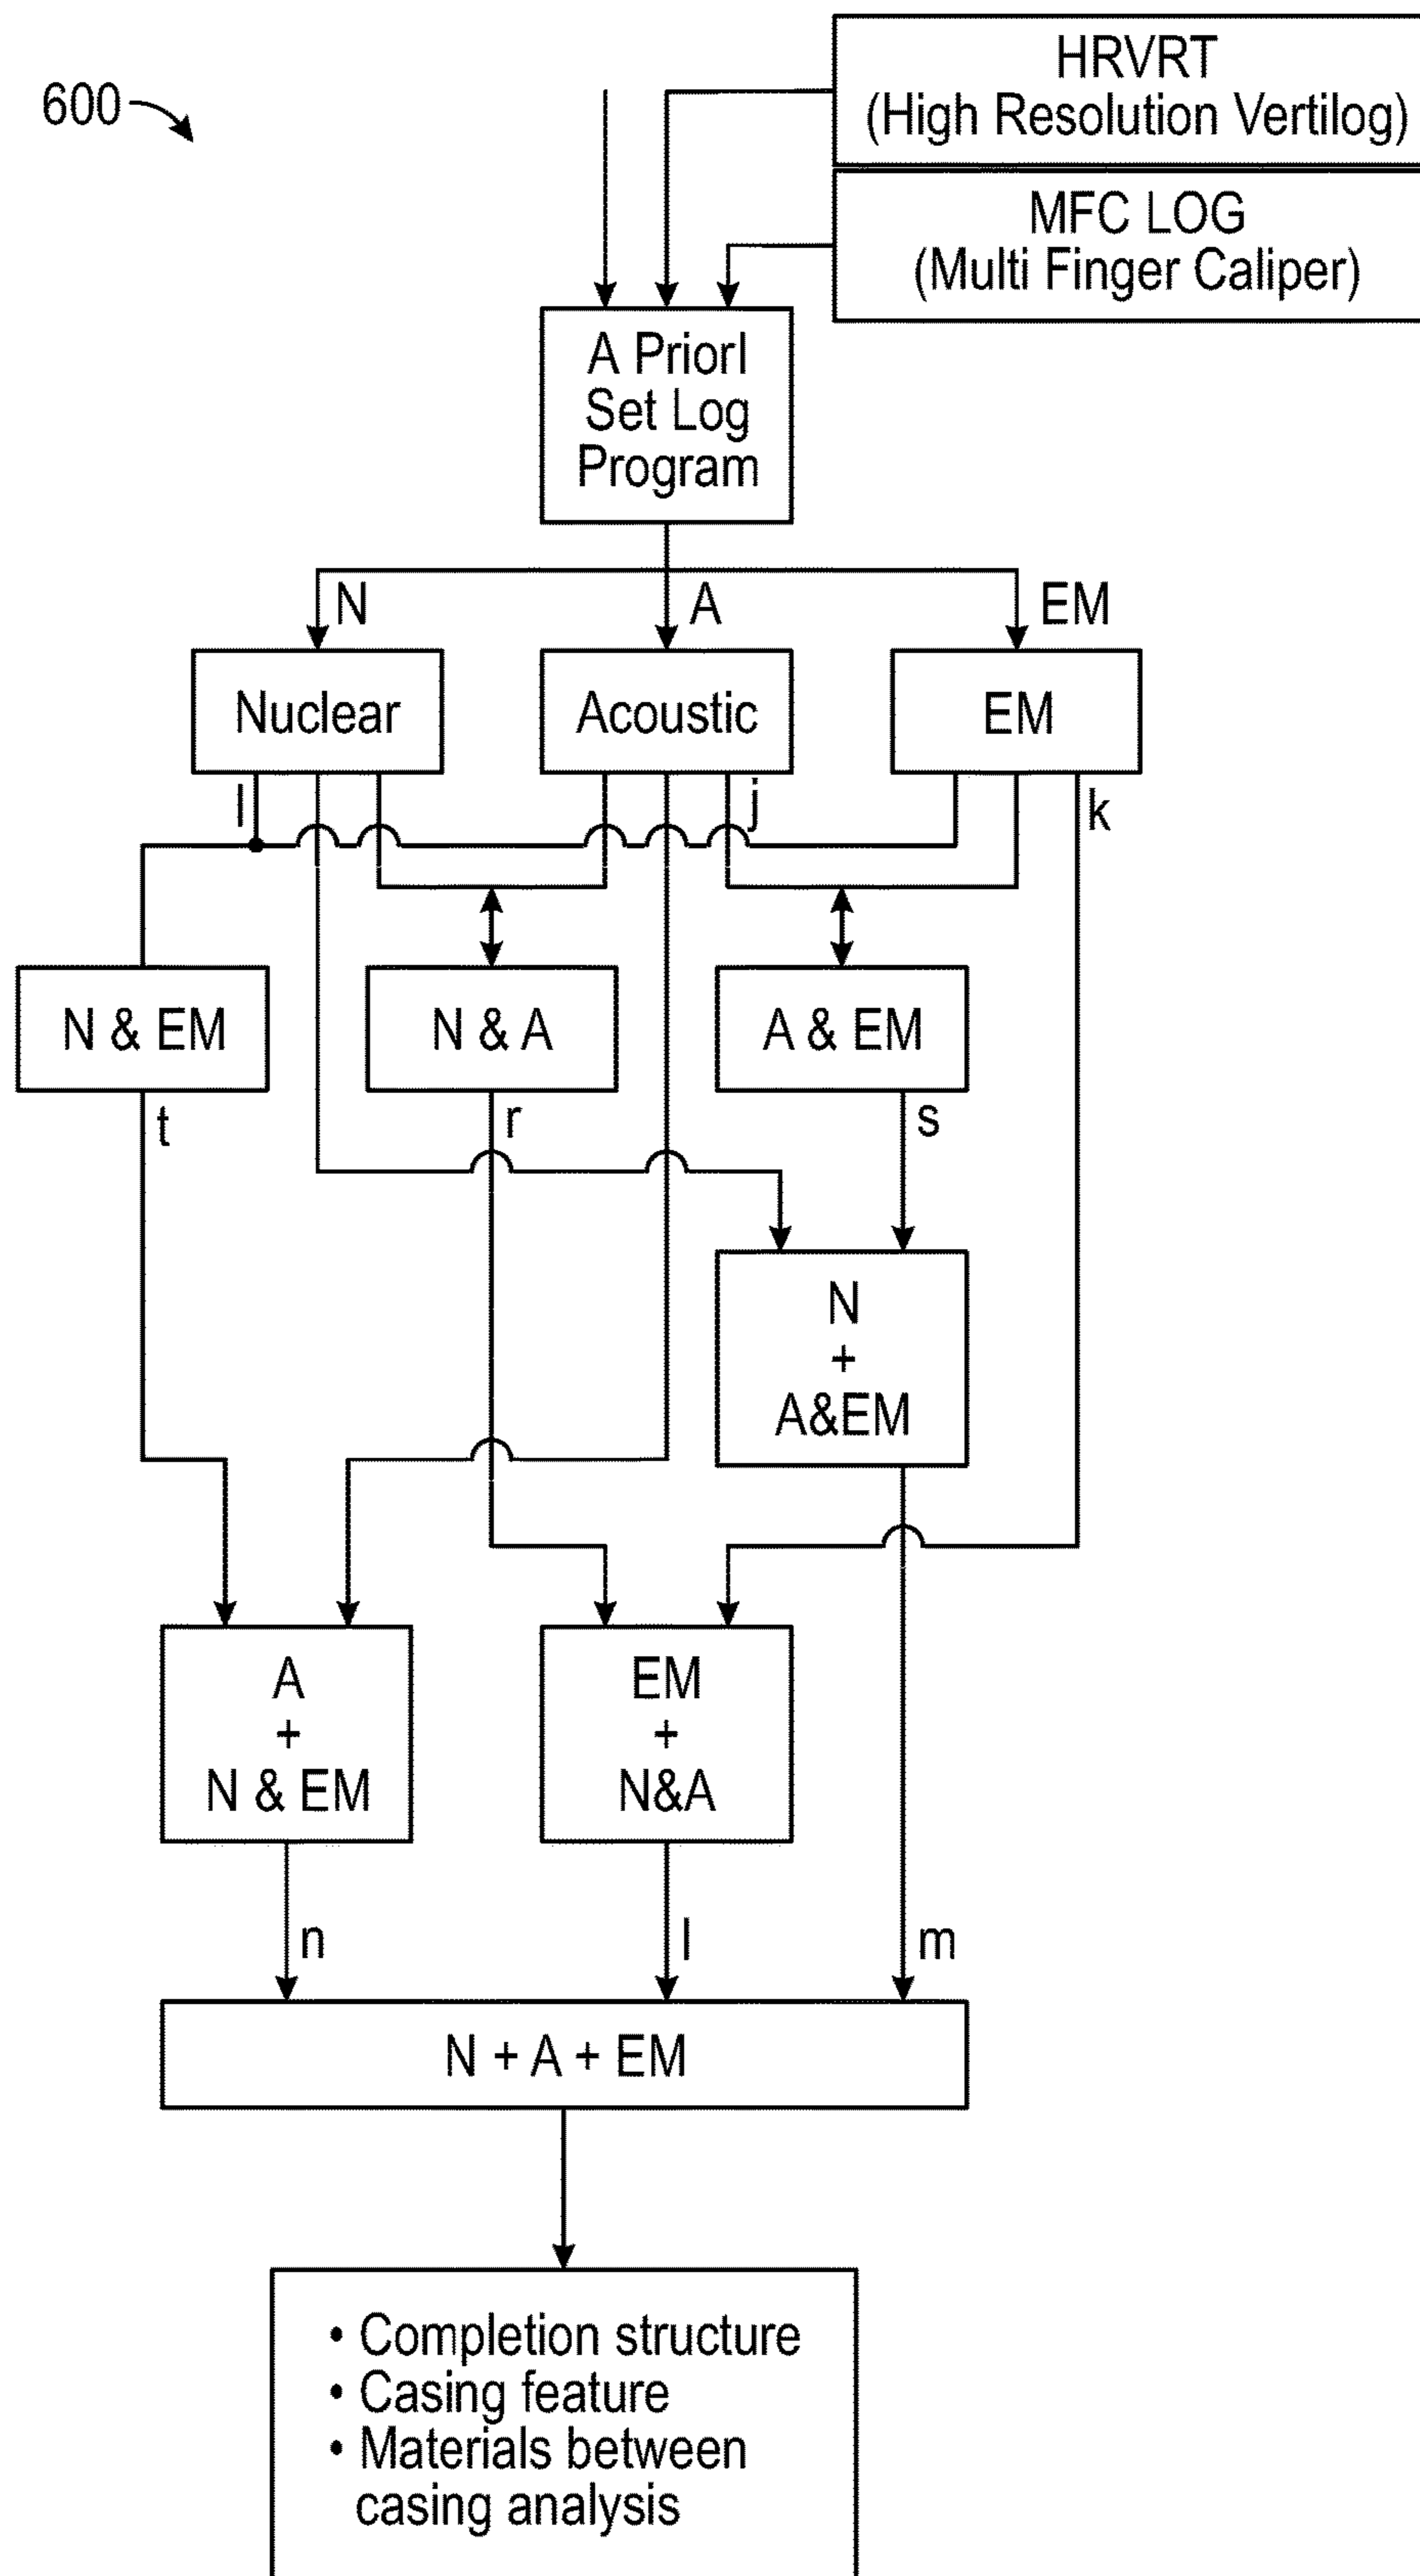 600
HRVRT
(High Resolution Vertilog)
MFC LOG
(Multi Finger Caliper)
A PriorI
Set Log
Program
N
A
EM
Nuclear
Acoustic
EM
l
j
k
N & EM
N & A
A & EM
t
r
s
N
+
A&EM
A
+
N & EM
EM
+
N&A
n
l
m
N + A + EM
• Completion structure
• Casing feature
• Materials between
casing analysis